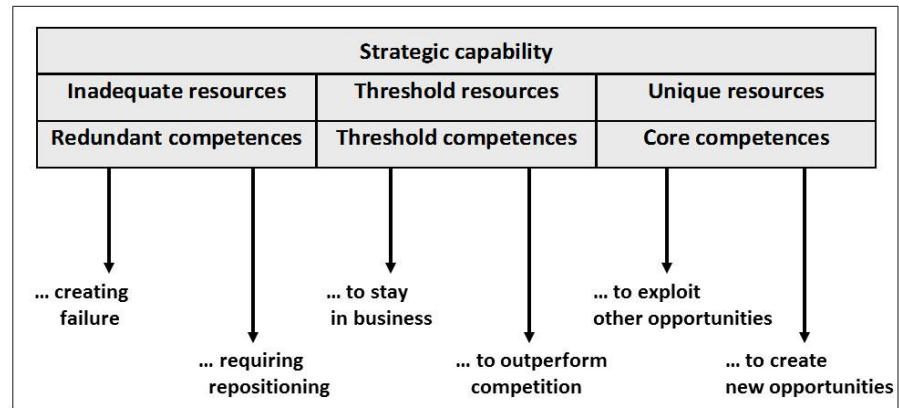 Strategic capability
Inadequate resources
Threshold resources
Unique resources
Redundant competences
Threshold competences
Core competences
... creating
failure
... to stay
in business
... to exploit
other opportunities
... requiring
repositioning
... to outperform
competition
... to create
new opportunities